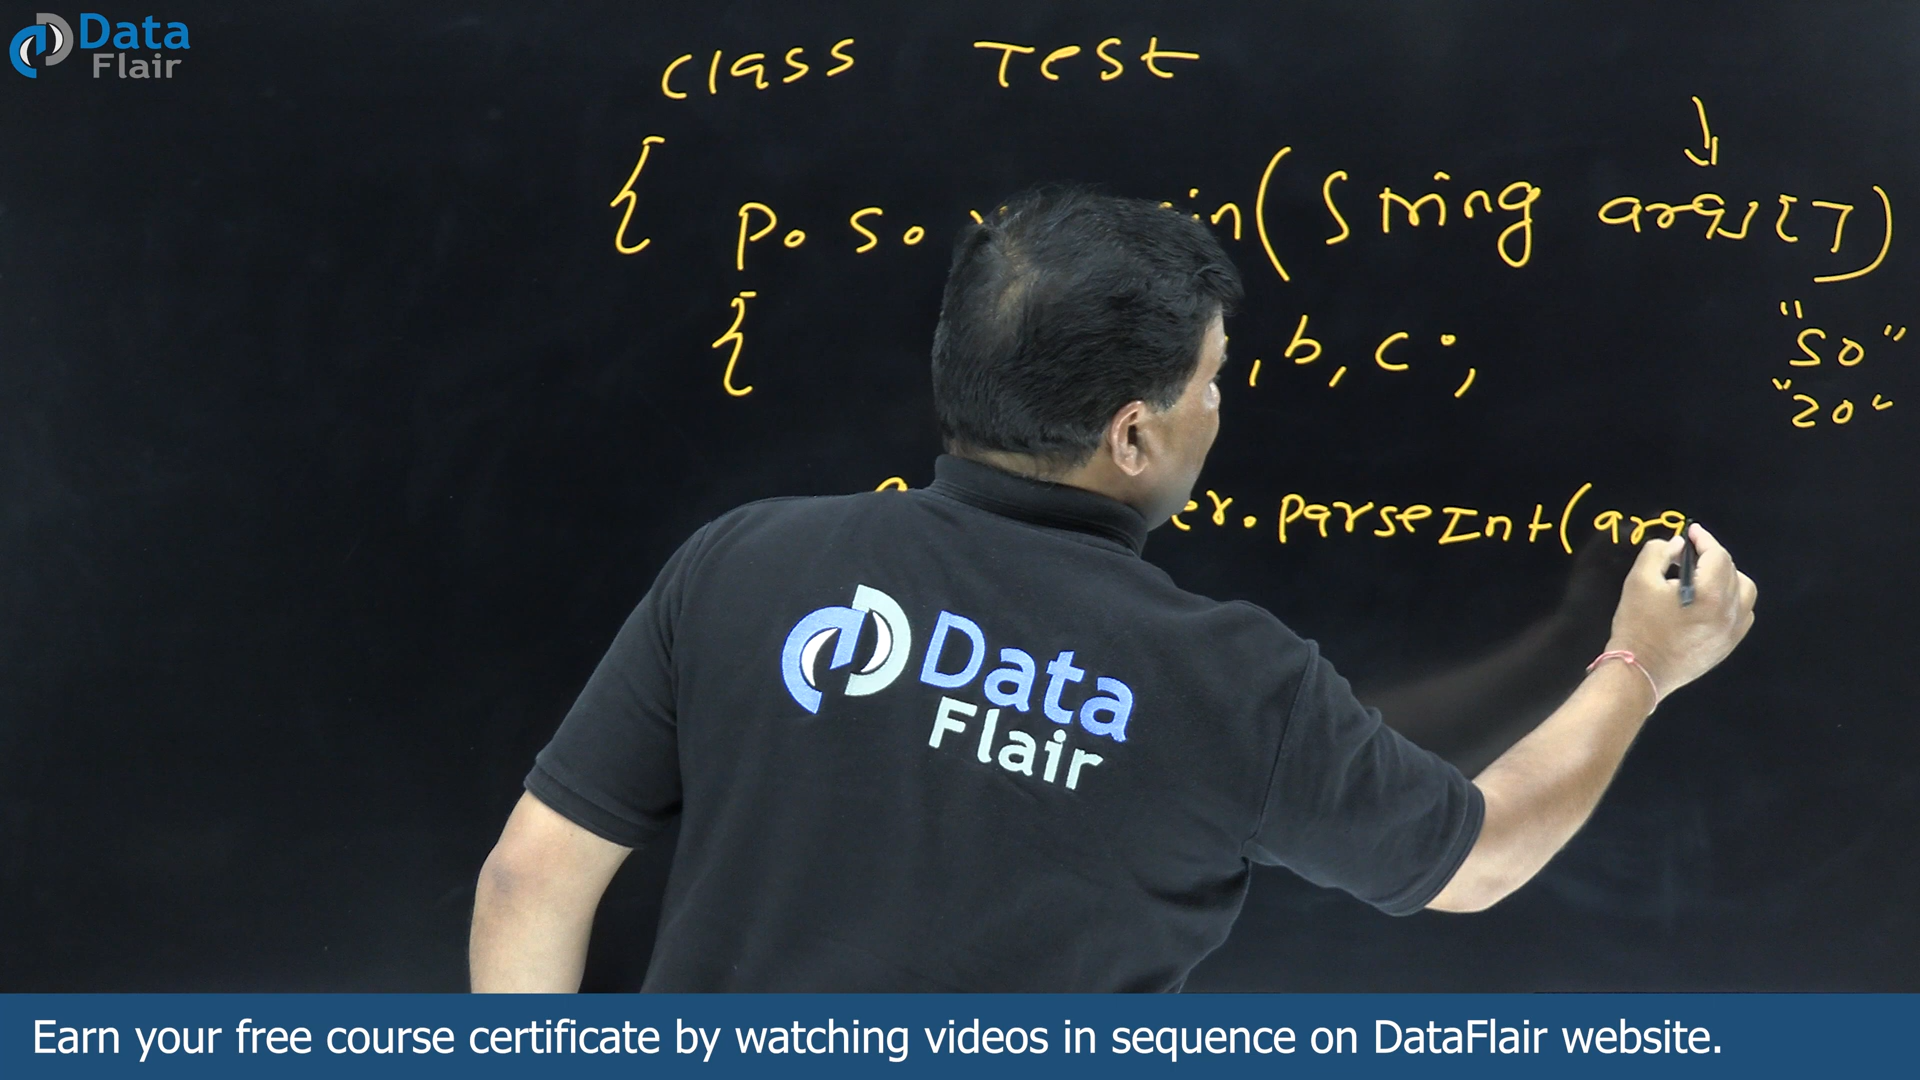 Data
Flair
class Test
{ p. s. in(String args[])
{ , b, c ;
"50"
"20"
er.parseInt(arg
Data
Flair
Earn your free course certificate by watching videos in sequence on DataFlair website.